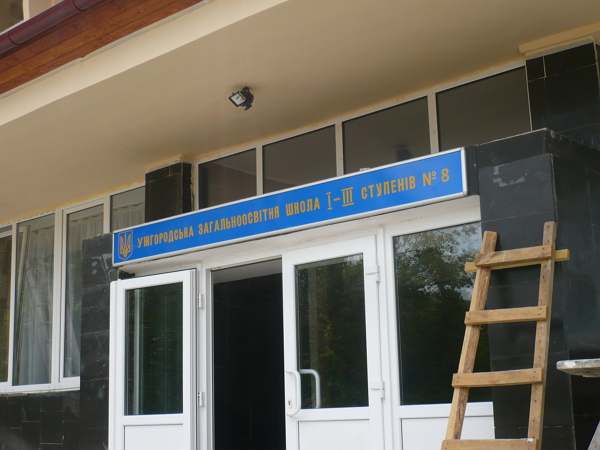 УЖГОРОДСЬКА ЗАГАЛЬНООСВІТНЯ ШКОЛА I-III СТУПЕНІВ № 8